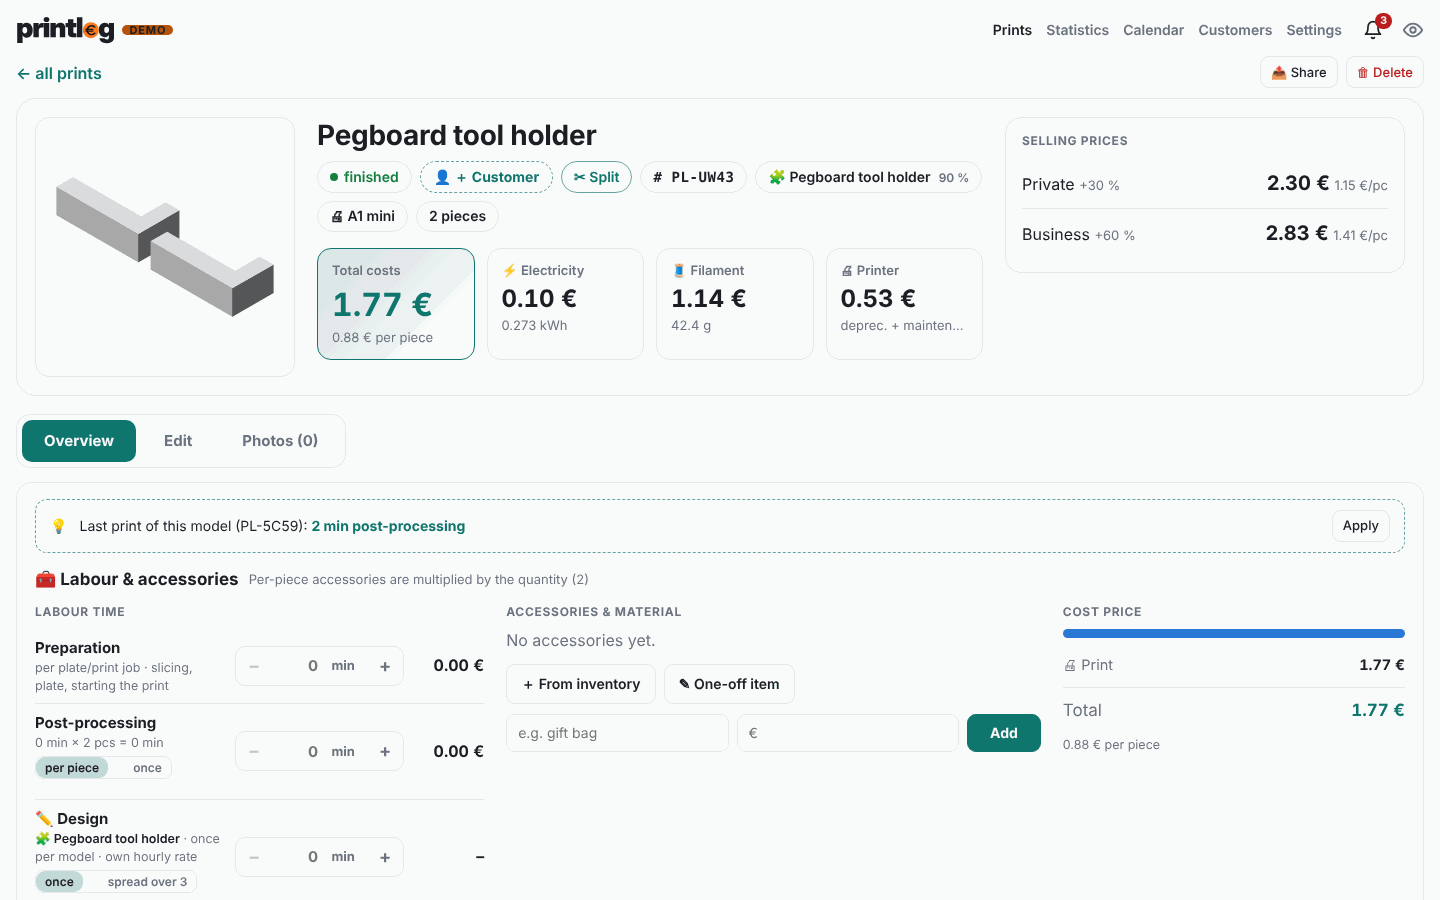 printl€g DEMO
Prints Statistics Calendar Customers Settings 3
← all prints
📤 Share 🗑 Delete
Pegboard tool holder
finished 👤 + Customer ✂ Split # PL-UW43 🧩 Pegboard tool holder 90 %
🖨 A1 mini 2 pieces
Total costs
1.77 €
0.88 € per piece
⚡ Electricity
0.10 €
0.273 kWh
🧵 Filament
1.14 €
42.4 g
🖨 Printer
0.53 €
deprec. + mainten...
SELLING PRICES
Private +30 % 2.30 € 1.15 €/pc
Business +60 % 2.83 € 1.41 €/pc
Overview Edit Photos (0)
💡 Last print of this model (PL-5C59): 2 min post-processing Apply
🧰 Labour & accessories Per-piece accessories are multiplied by the quantity (2)
LABOUR TIME
Preparation
per plate/print job · slicing,
plate, starting the print
− 0 min + 0.00 €
Post-processing
0 min × 2 pcs = 0 min
per piece once
− 0 min + 0.00 €
✏️ Design
🧩 Pegboard tool holder · once
per model · own hourly rate
once spread over 3
− 0 min + –
ACCESSORIES & MATERIAL
No accessories yet.
+ From inventory ✎ One-off item
e.g. gift bag € Add
COST PRICE
🖨 Print 1.77 €
Total 1.77 €
0.88 € per piece